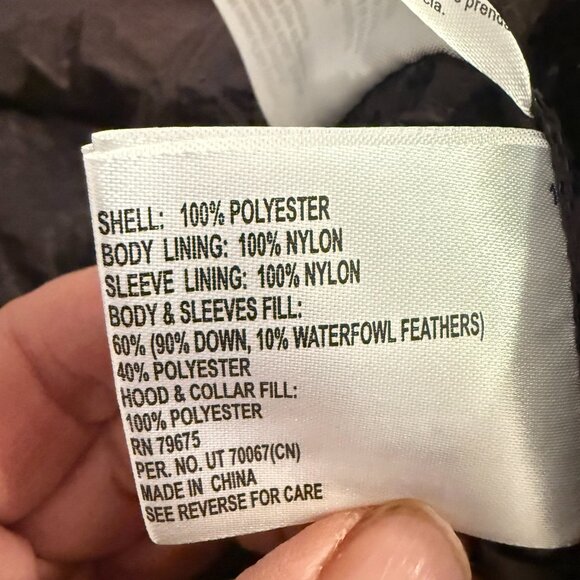 cia.
SHELL: 100% POLYESTER
BODY LINING: 100% NYLON
SLEEVE LINING: 100% NYLON
BODY & SLEEVES FILL:
60% (90% DOWN, 10% WATERFOWL FEATHERS)
40% POLYESTER
HOOD & COLLAR FILL:
100% POLYESTER
RN 79675
PER. NO. UT 70067(CN)
MADE IN CHINA
SEE REVERSE FOR CARE